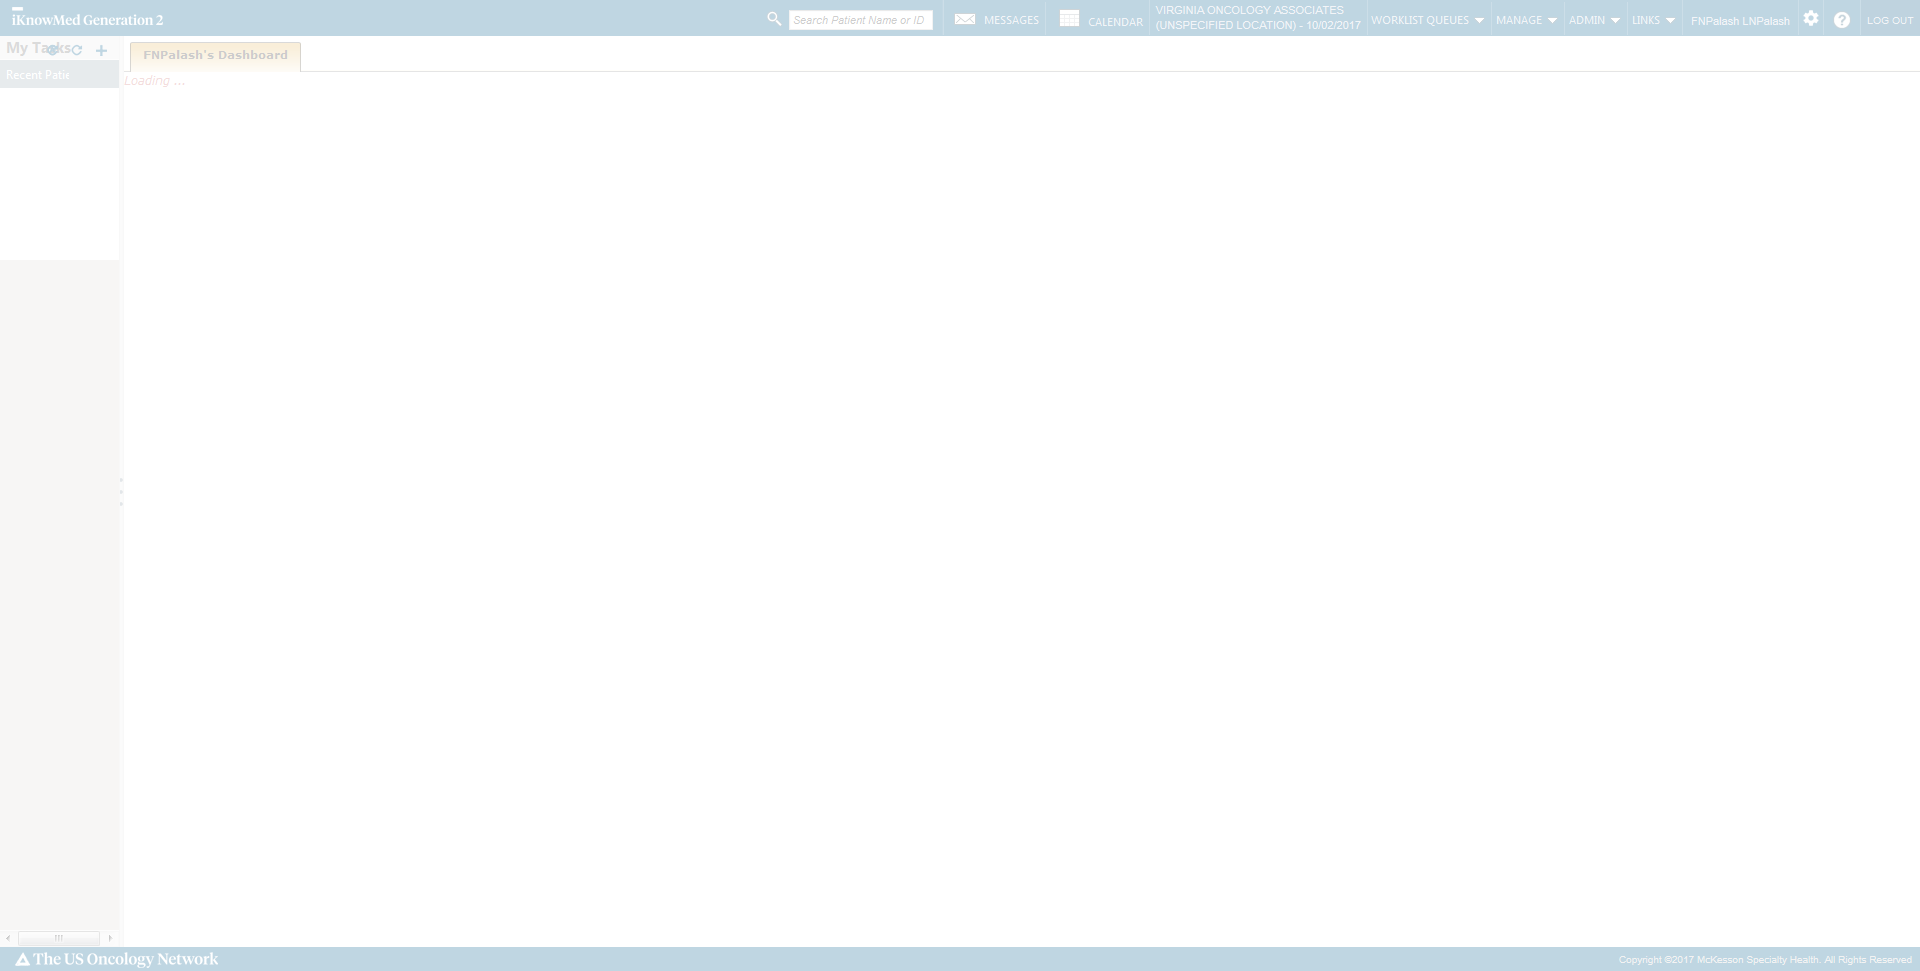 iKnowMed Generation 2
Search Patient Name or ID
MESSAGES
CALENDAR
VIRGINIA ONCOLOGY ASSOCIATES
(UNSPECIFIED LOCATION) - 10/02/2017
WORKLIST QUEUES
MANAGE
ADMIN
LINKS
FNPalash LNPalash
LOG OUT
My Tasks
FNPalash's Dashboard
Recent Patie
Loading ...
The US Oncology Network
Copyright ©2017 McKesson Specialty Health. All Rights Reserved